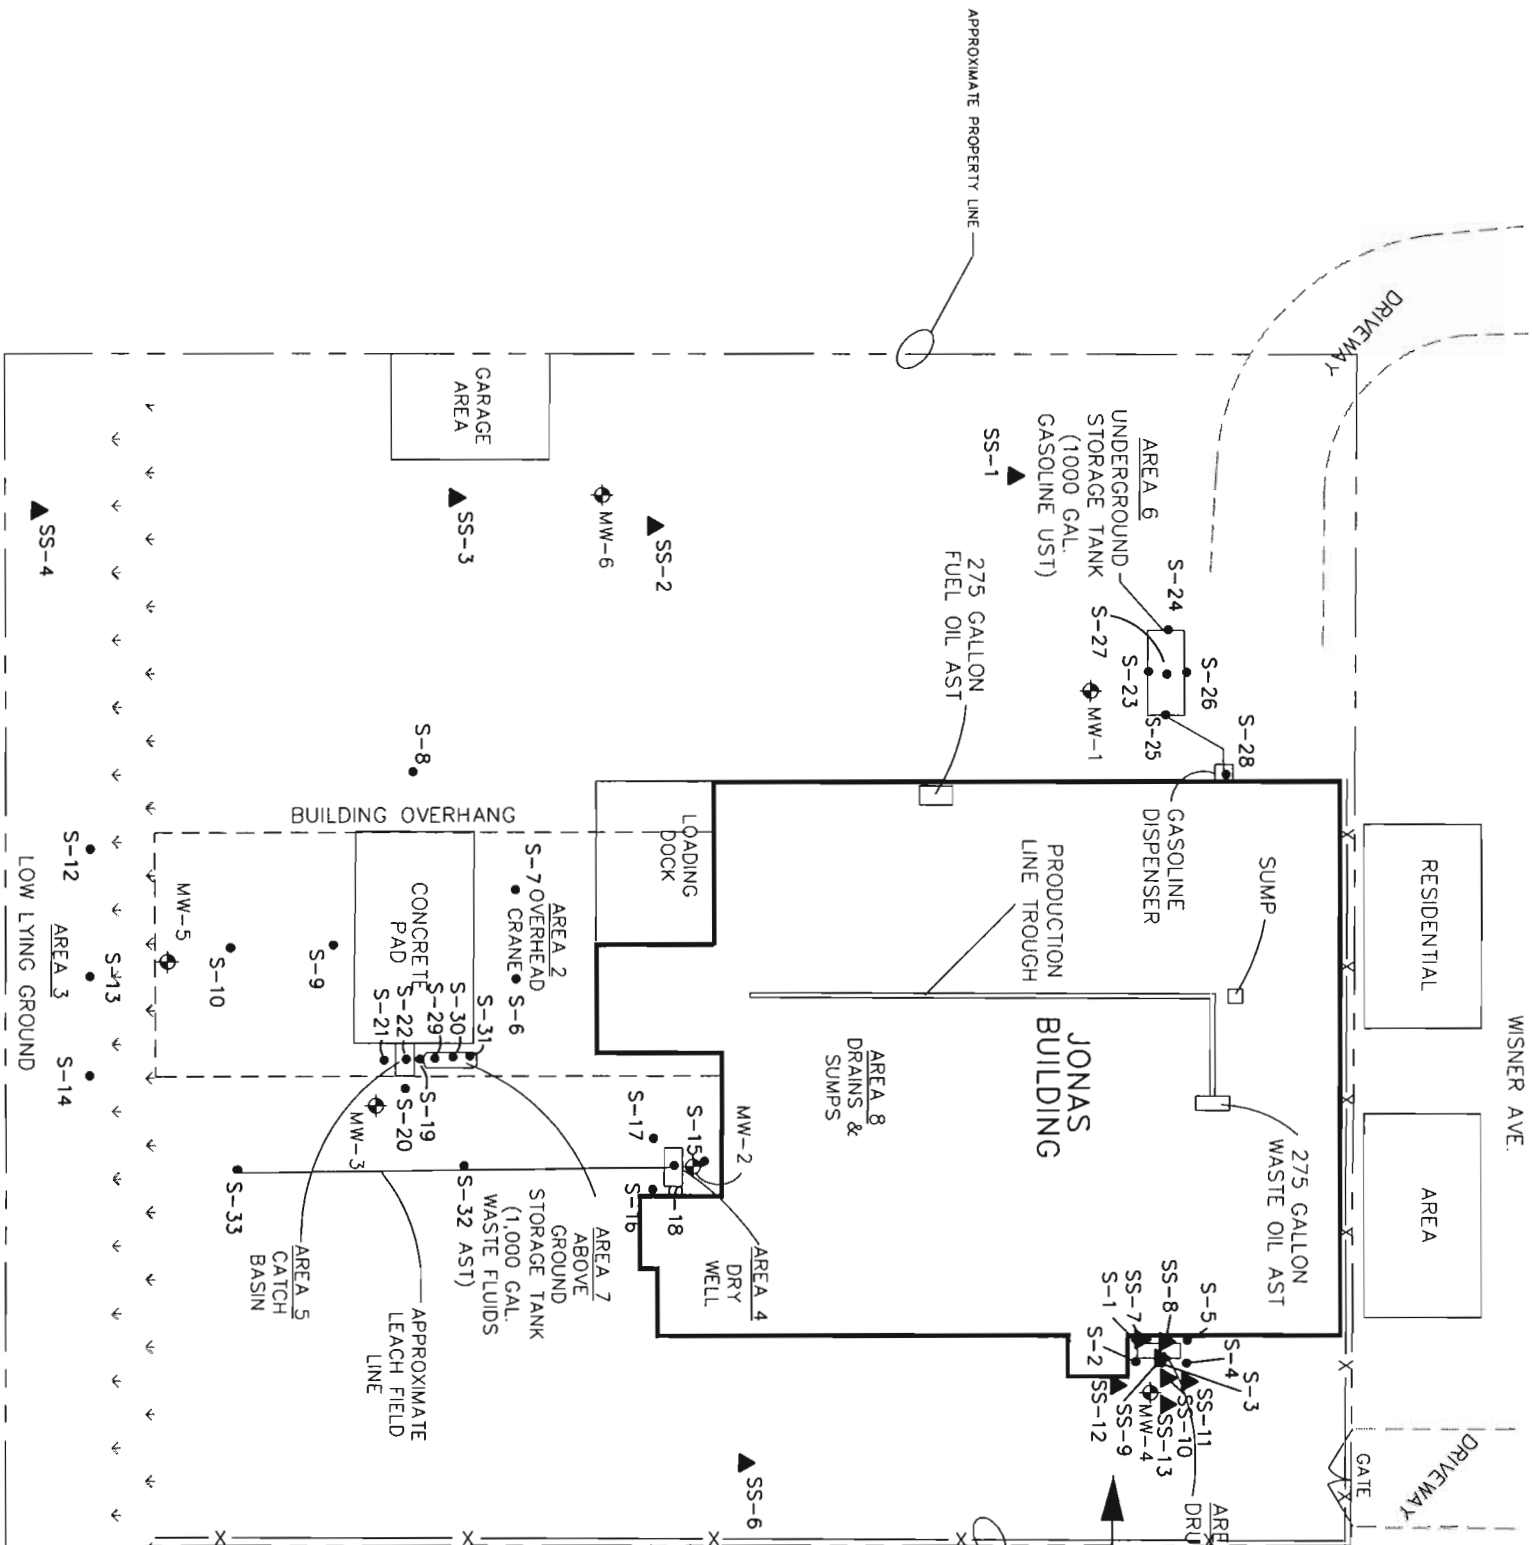 WISNER AVE.
RESIDENTIAL
AREA
DRIVEWAY
DRIVEWAY
GATE
APPROXIMATE PROPERTY LINE
AREA 6
UNDERGROUND
STORAGE TANK
(1000 GAL.
GASOLINE UST)
SS-1
S-24
S-26
S-27
S-23
S-25
S-28
MW-1
GASOLINE
DISPENSER
SUMP
275 GALLON
FUEL OIL AST
PRODUCTION
LINE TROUGH
JONAS
BUILDING
275 GALLON
WASTE OIL AST
AREA 8
DRAINS &
SUMPS
S-5
S-4
S-3
SS-8
SS-7
S-1
S-2
SS-11
SS-10
SS-13
MW-4
SS-9
SS-12
SS-6
SS-2
MW-6
SS-3
SS-4
GARAGE
AREA
LOADING
DOCK
BUILDING OVERHANG
AREA 2
OVERHEAD
CRANE
S-7
S-6
S-8
CONCRETE
PAD
S-31
S-30
S-29
S-22
S-21
S-19
S-20
MW-3
S-9
S-10
MW-5
S-12
S-13
S-14
AREA 3
LOW LYING GROUND
MW-2
S-15
S-17
S-16
S-18
AREA 4
DRY
WELL
AREA 7
ABOVE
GROUND
STORAGE TANK
(1,000 GAL.
WASTE FLUIDS
AST)
S-32
S-33
AREA 5
CATCH
BASIN
APPROXIMATE
LEACH FIELD
LINE